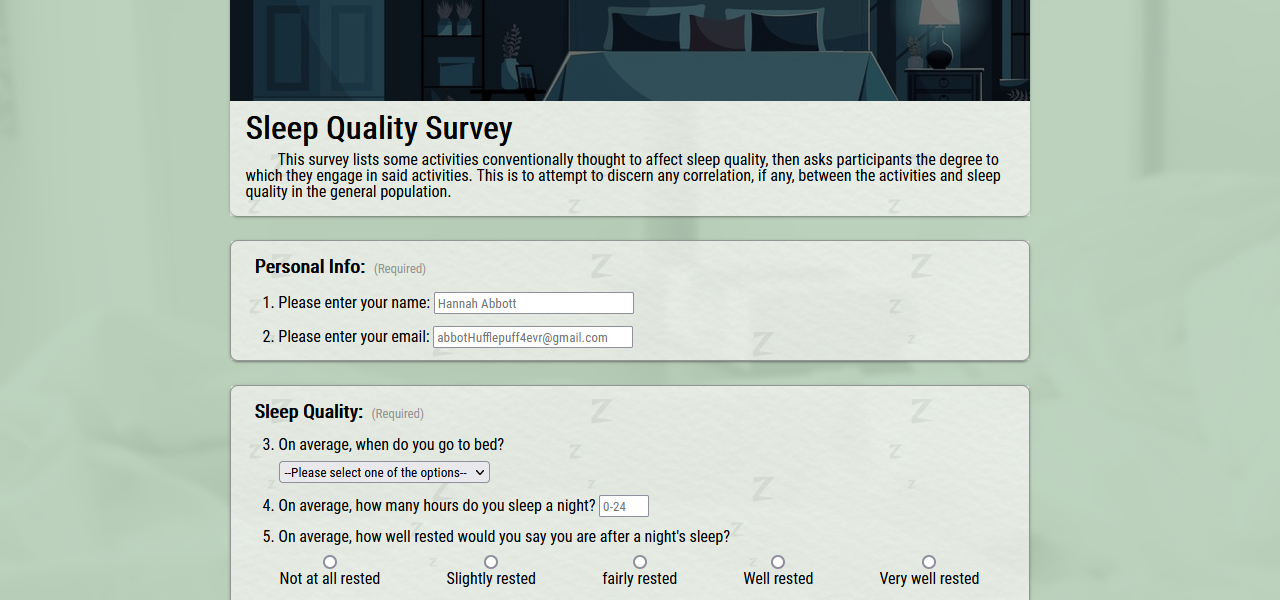 Sleep Quality Survey
This survey lists some activities conventionally thought to affect sleep quality, then asks participants the degree to
which they engage in said activities. This is to attempt to discern any correlation, if any, between the activities and sleep
quality in the general population.
Personal Info: (Required)
1. Please enter your name: Hannah Abbott
2. Please enter your email: abbotHufflepuff4evr@gmail.com
Sleep Quality: (Required)
3. On average, when do you go to bed?
--Please select one of the options--
4. On average, how many hours do you sleep a night? 0-24
5. On average, how well rested would you say you are after a night's sleep?
Not at all rested Slightly rested fairly rested Well rested Very well rested